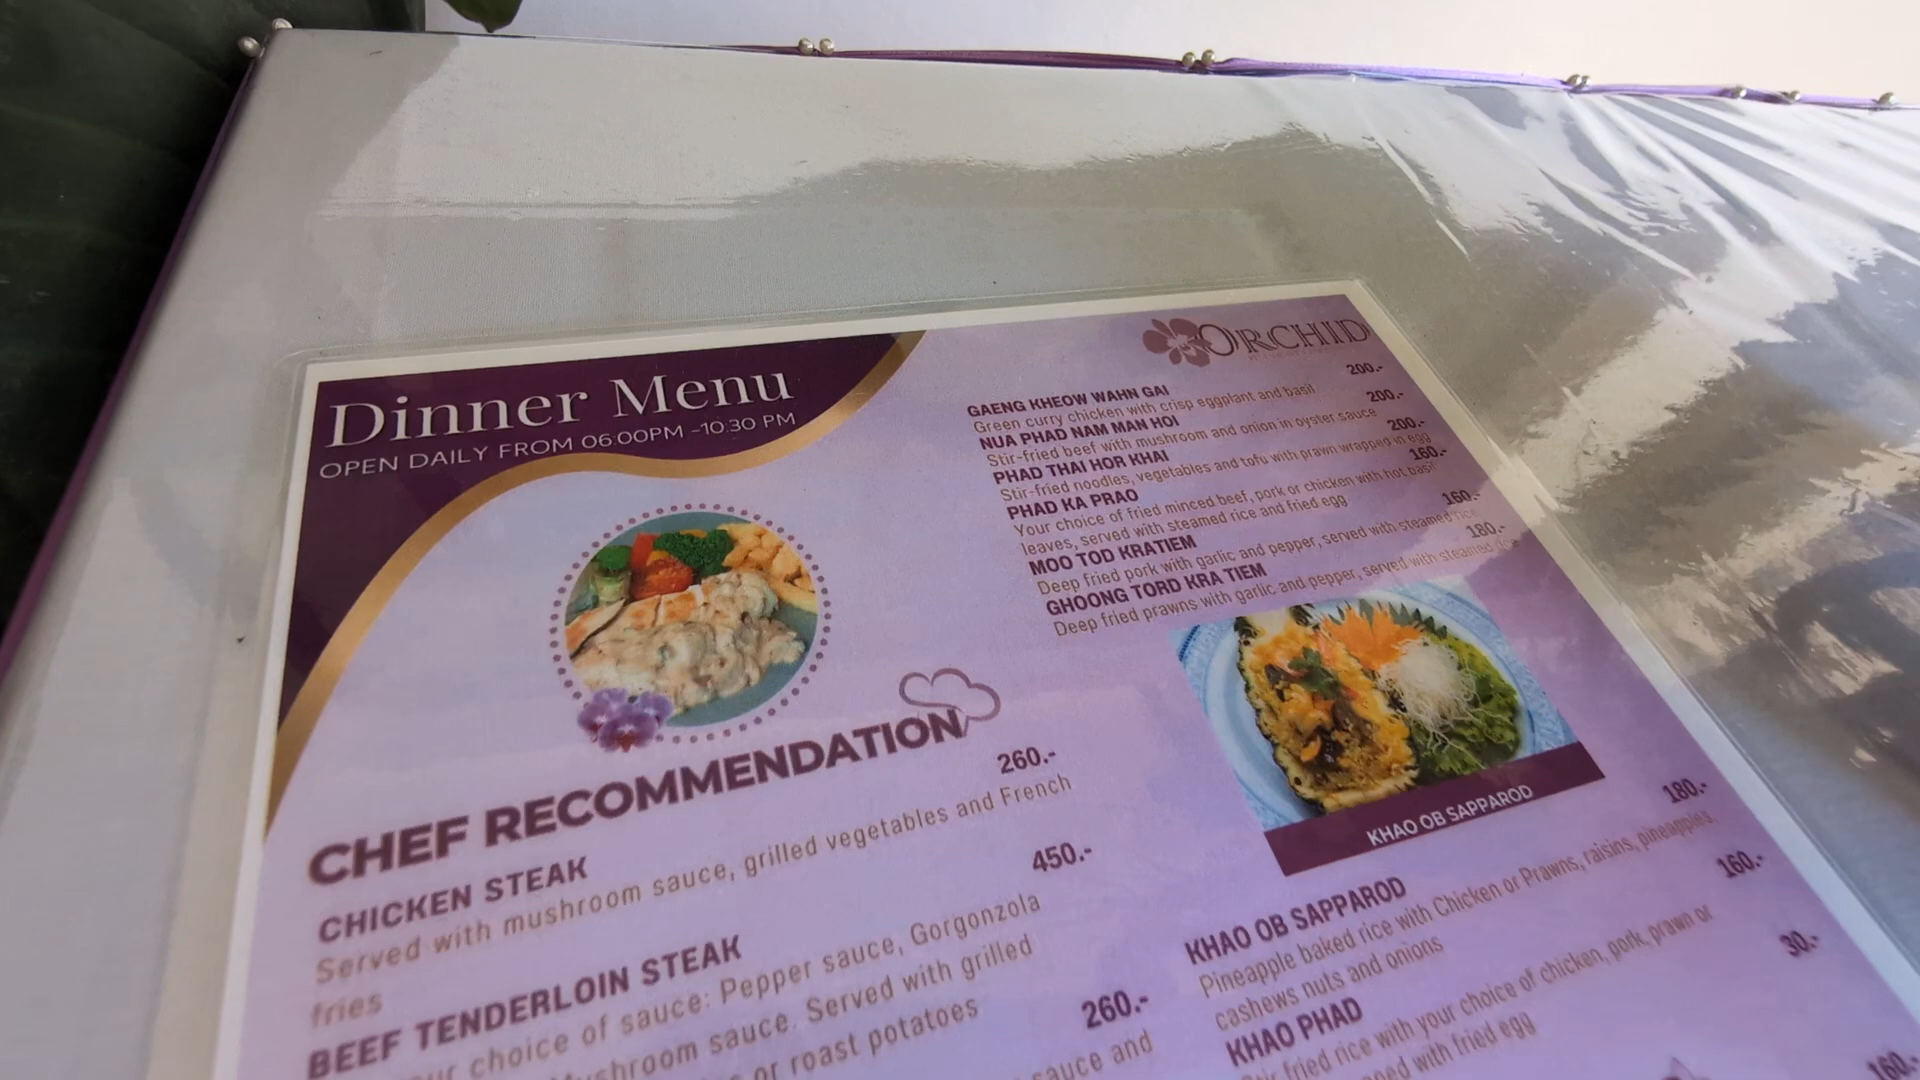 Dinner Menu
OPEN DAILY FROM 06:00PM -10:30 PM
CHEF RECOMMENDATION
CHICKEN STEAK 260.-
Served with mushroom sauce, grilled vegetables and French
fries
BEEF TENDERLOIN STEAK 450.-
choice of sauce: Pepper sauce, Gorgonzola
Mushroom sauce. Served with grilled
or roast potatoes
260.-
sauce and
ORCHID
GAENG KHEOW WAHN GAI 200.-
Green curry chicken with crisp eggplant and basil
NUA PHAD NAM MAN HOI 200.-
Stir-fried beef with mushroom and onion in oyster sauce
PHAD THAI HOR KHAI 200.-
Stir-fried noodles, vegetables and tofu with prawn wrapped in egg
PHAD KA PRAO 160.-
Your choice of fried minced beef, pork or chicken with hot basil
leaves, served with steamed rice and fried egg
MOO TOD KRATIEM 160.-
Deep fried pork with garlic and pepper, served with steamed rice
GHOONG TORD KRA TIEM 180.-
Deep fried prawns with garlic and pepper, served with steamed rice
KHAO OB SAPPAROD
KHAO OB SAPPAROD 180.-
Pineapple baked rice with Chicken or Prawns, raisins, pineapples,
cashews nuts and onions
KHAO PHAD 160.-
fried rice with your choice of chicken, pork, prawn or
with fried egg
30.-
160.-